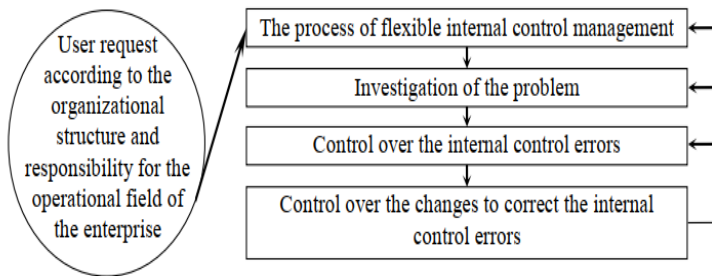 User request
according to the
organizational
structure and
responsibility for the
operational field of
the enterprise
The process of flexible internal control management
Investigation of the problem
Control over the internal control errors
Control over the changes to correct the internal
control errors